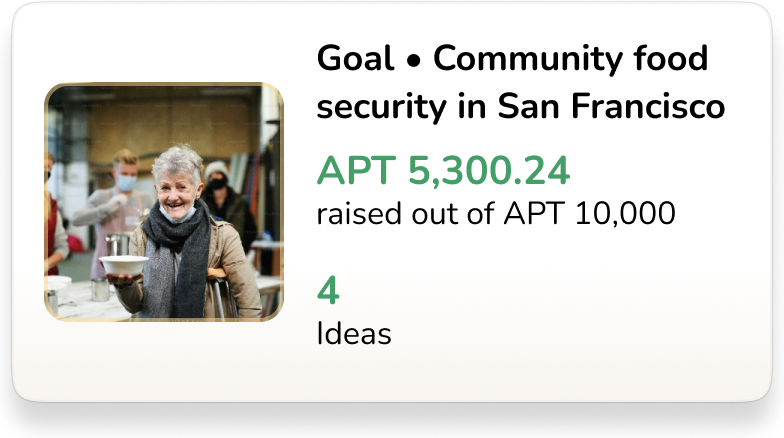 Goal • Community food
security in San Francisco
APT 5,300.24
raised out of APT 10,000
4
Ideas